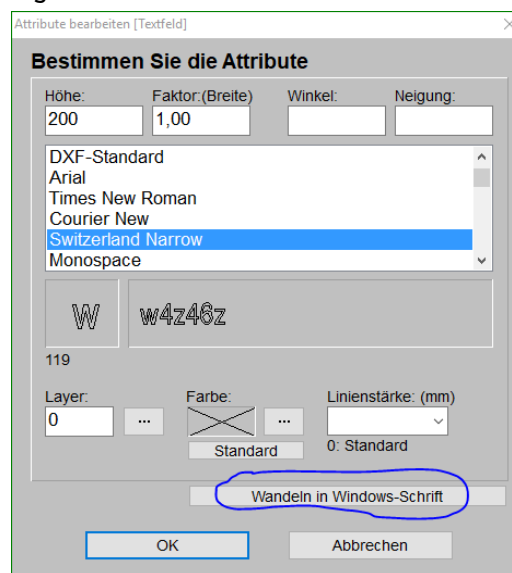 Attribute bearbeiten [Textfeld]
Bestimmen Sie die Attribute
Höhe: Faktor:(Breite) Winkel: Neigung:
200 1,00
DXF-Standard
Arial
Times New Roman
Courier New
Switzerland Narrow
Monospace
W w4z46z
119
Layer: Farbe: Linienstärke: (mm)
0 ... ...
Standard 0: Standard
Wandeln in Windows-Schrift
OK Abbrechen